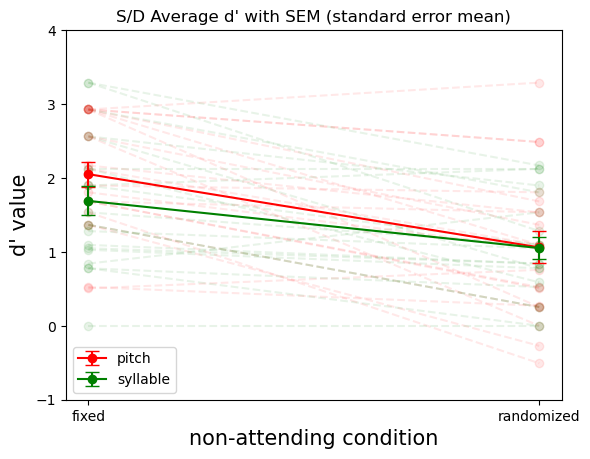 S/D Average d' with SEM (standard error mean)
4
3
2
1
0
−1
d' value
pitch
syllable
fixed
randomized
non-attending condition